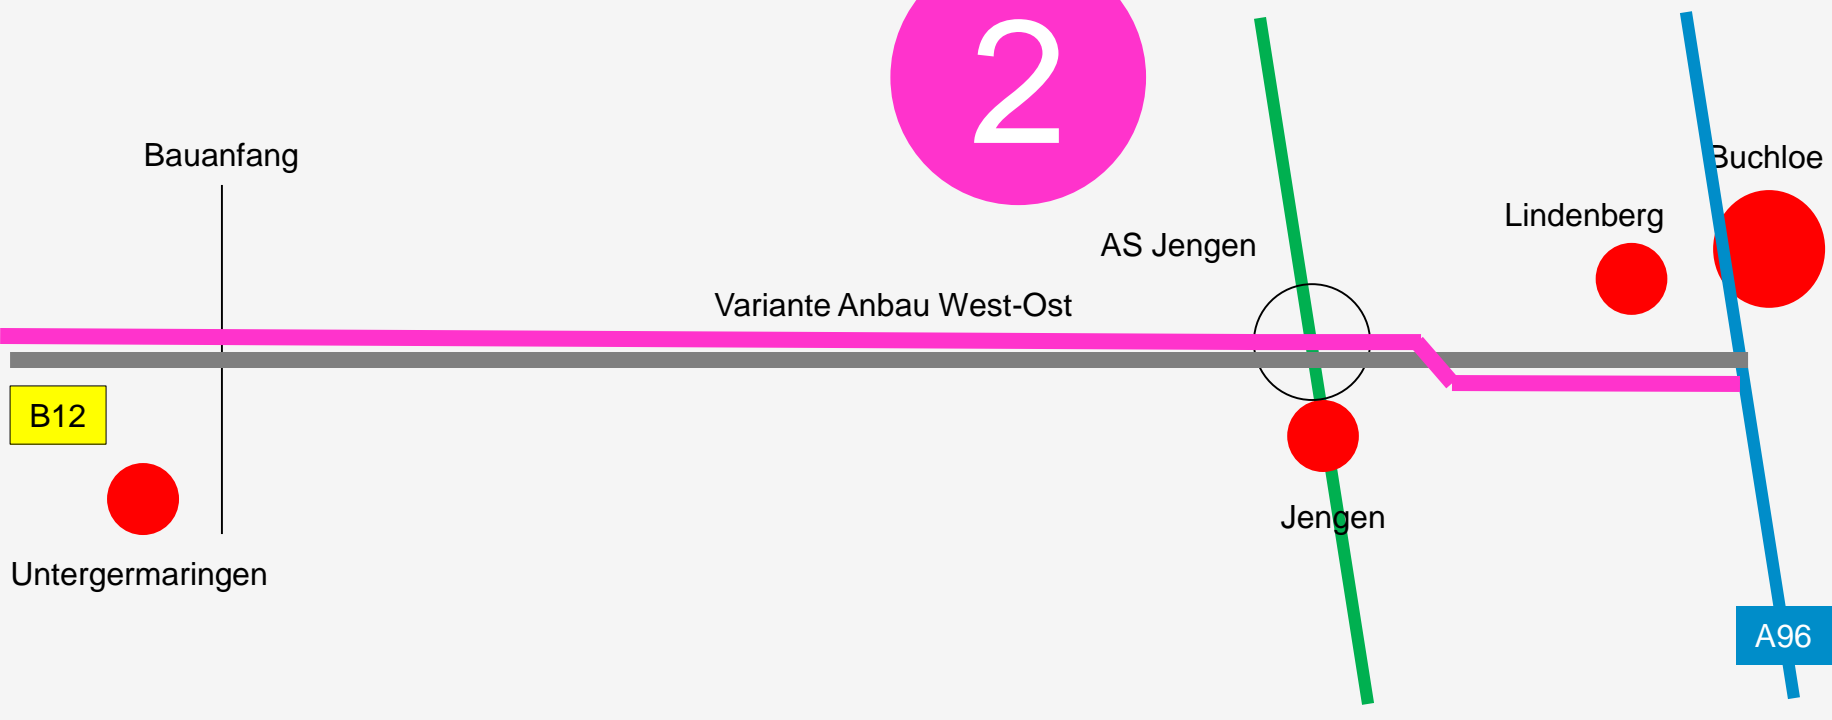 2
Bauanfang
Buchloe
Lindenberg
AS Jengen
Variante Anbau West-Ost
B12
Jengen
Untergermaringen
A96